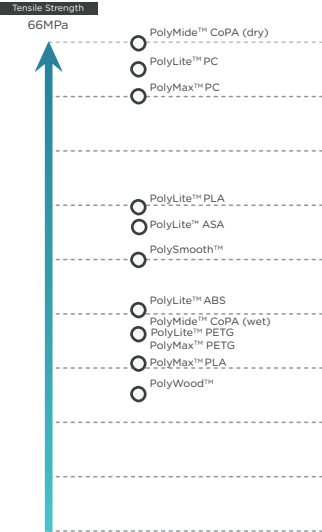 Tensile Strength
66MPa
PolyMide™ CoPA (dry)
PolyLite™ PC
PolyMax™ PC
PolyLite™ PLA
PolyLite™ ASA
PolySmooth™
PolyLite™ ABS
PolyMide™ CoPA (wet)
PolyLite™ PETG
PolyMax™ PETG
PolyMax™ PLA
PolyWood™